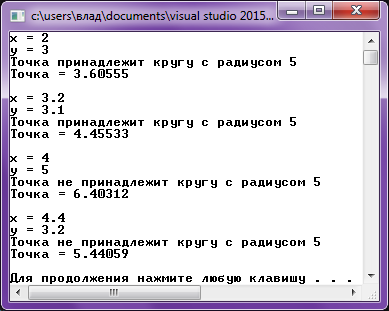 c:\users\влад\documents\visual studio 2015...
x = 2
y = 3
Точка принадлежит кругу с радиусом 5
Точка = 3.60555
x = 3.2
y = 3.1
Точка принадлежит кругу с радиусом 5
Точка = 4.45533
x = 4
y = 5
Точка не принадлежит кругу с радиусом 5
Точка = 6.40312
x = 4.4
y = 3.2
Точка не принадлежит кругу с радиусом 5
Точка = 5.44059
Для продолжения нажмите любую клавишу . . .